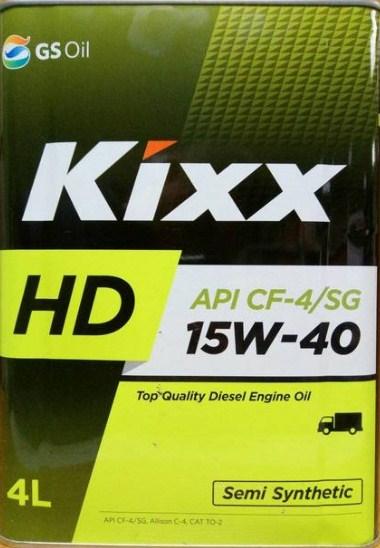 GS Oil
Kixx
HD
API CF-4/SG
15W-40
Top Quality Diesel Engine Oil
4L
Semi Synthetic
API CF-4/SG, Allison C-4, CAT TO-2